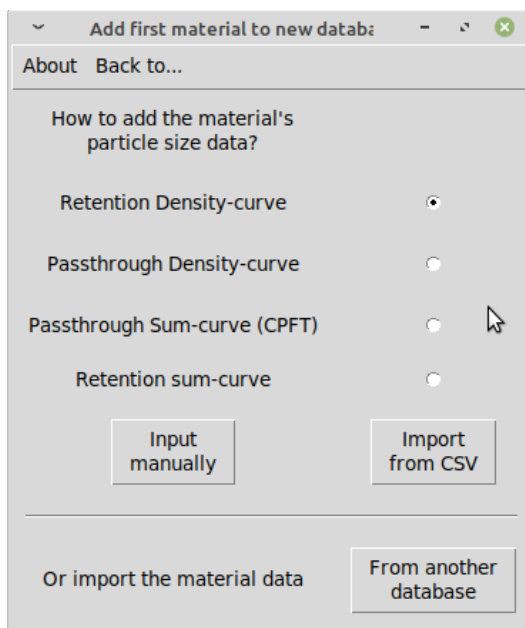 Add first material to new databa
About Back to...
How to add the material's
particle size data?
Retention Density-curve
Passthrough Density-curve
Passthrough Sum-curve (CPFT)
Retention sum-curve
Input
manually
Import
from CSV
Or import the material data
From another
database